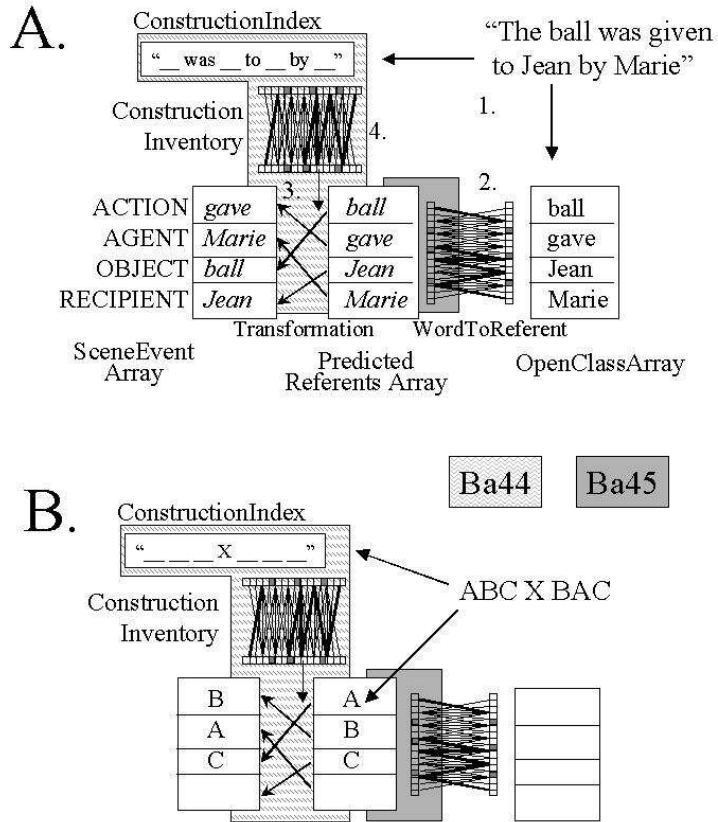 A.
ConstructionIndex
“__ was __ to __ by __”
“The ball was given
to Jean by Marie”
Construction
Inventory
1.
4.
3.
2.
ACTION gave ball ball
AGENT Marie gave gave
OBJECT ball Jean Jean
RECIPIENT Jean Marie Marie
Transformation WordToReferent
SceneEvent
Array
Predicted
Referents Array
OpenClassArray
Ba44 Ba45
B.
ConstructionIndex
“__ __ __ X __ __ __”
ABC X BAC
Construction
Inventory
B A
A B
C C